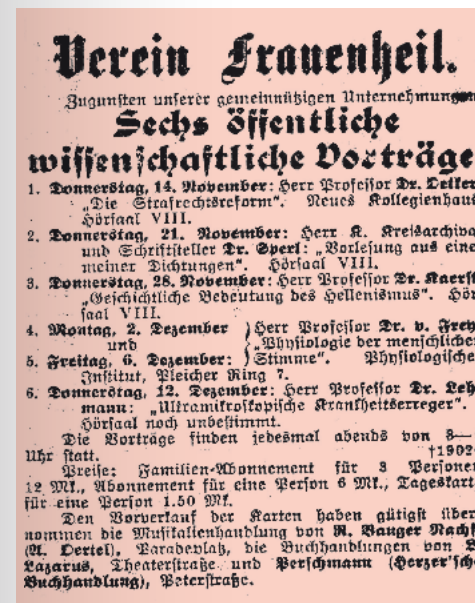 Verein Frauenheil.
Zugunsten unserer gemeinnützigen Unternehmungen
Sechs öffentliche
wissenschaftliche Vorträge
1. Donnerstag, 14. November: Herr Professor Dr. Oetker
„Die Strafrechtsreform“. Neues Kollegienhaus
Hörsaal VIII.
2. Donnerstag, 21. November: Herr K. Kreisarchiva
und Schriftsteller Dr. Sperl: „Vorlesung aus eine
meiner Dichtungen“. Hörsaal VIII.
3. Donnerstag, 28. November: Herr Professor Dr. Kaerst
„Geschichtliche Bedeutung des Hellenismus“. Hör
saal VIII.
4. Montag, 2. Dezember } Herr Professor Dr. v. Frey
und } „Physiologie der menschliche
5. Freitag, 6. Dezember: } Stimme“. Physiologische
Institut, Pleicher Ring 7.
6. Donnerstag, 12. Dezember: Herr Professor Dr. Leh
mann: „Ultramikroskopische Krankheitserreger“.
Hörsaal noch unbestimmt.
Die Vorträge finden jedesmal abends von 8—
Uhr statt. †1902
Preise: Familien-Abonnement für 3 Persone
12 Mk., Abonnement für eine Person 6 Mk., Tageskart
für eine Person 1.50 Mk.
Den Vorverlauf der Karten haben gütigst über
nommen die Musikalienhandlung von R. Banger Nachf
(A. Oertel), Paradeplatz, die Buchhandlungen von
Lazarus, Theaterstraße und Perschmann (Herzer'sch
Buchhandlung), Peterstraße.